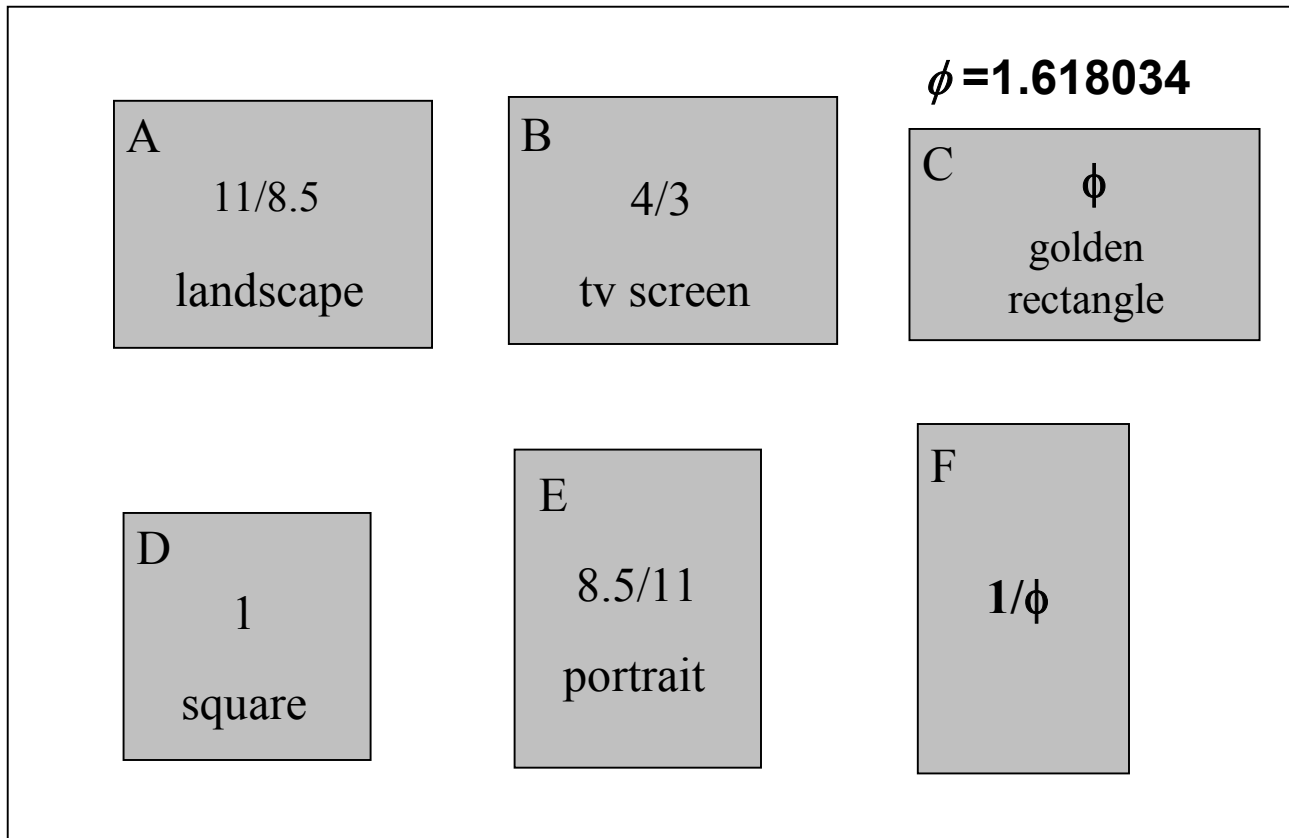 ϕ =1.618034
A
11/8.5
landscape
B
4/3
tv screen
C
ϕ
golden
rectangle
D
1
square
E
8.5/11
portrait
F
1/ϕ